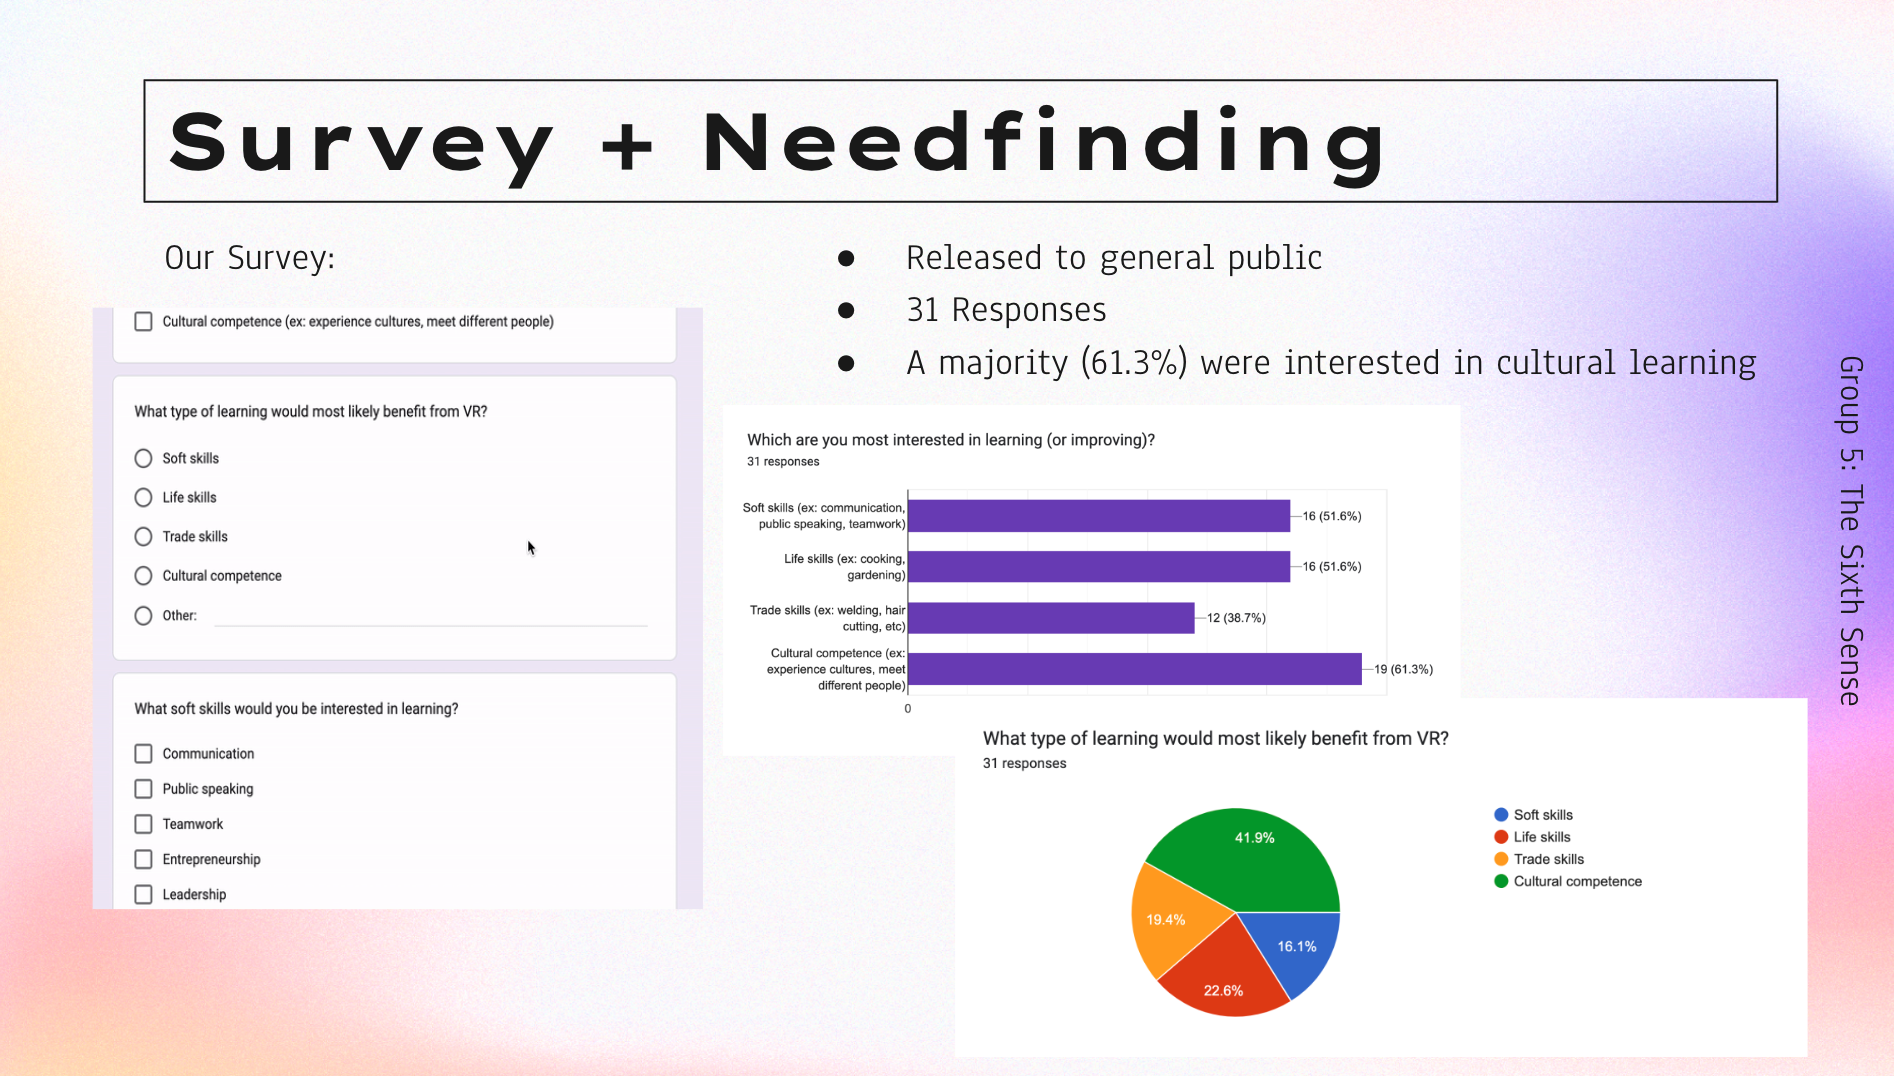 Survey + Needfinding
Our Survey:
Cultural competence (ex: experience cultures, meet different people)
What type of learning would most likely benefit from VR?
Soft skills
Life skills
Trade skills
Cultural competence
Other:
What soft skills would you be interested in learning?
Communication
Public speaking
Teamwork
Entrepreneurship
Leadership
● Released to general public
● 31 Responses
● A majority (61.3%) were interested in cultural learning
Which are you most interested in learning (or improving)?
31 responses
Soft skills (ex: communication,
public speaking, teamwork)
16 (51.6%)
Life skills (ex: cooking,
gardening)
16 (51.6%)
Trade skills (ex: welding, hair
cutting, etc)
12 (38.7%)
Cultural competence (ex:
experience cultures, meet
different people)
19 (61.3%)
0
What type of learning would most likely benefit from VR?
31 responses
41.9%
19.4%
16.1%
22.6%
Soft skills
Life skills
Trade skills
Cultural competence
Group 5: The Sixth Sense